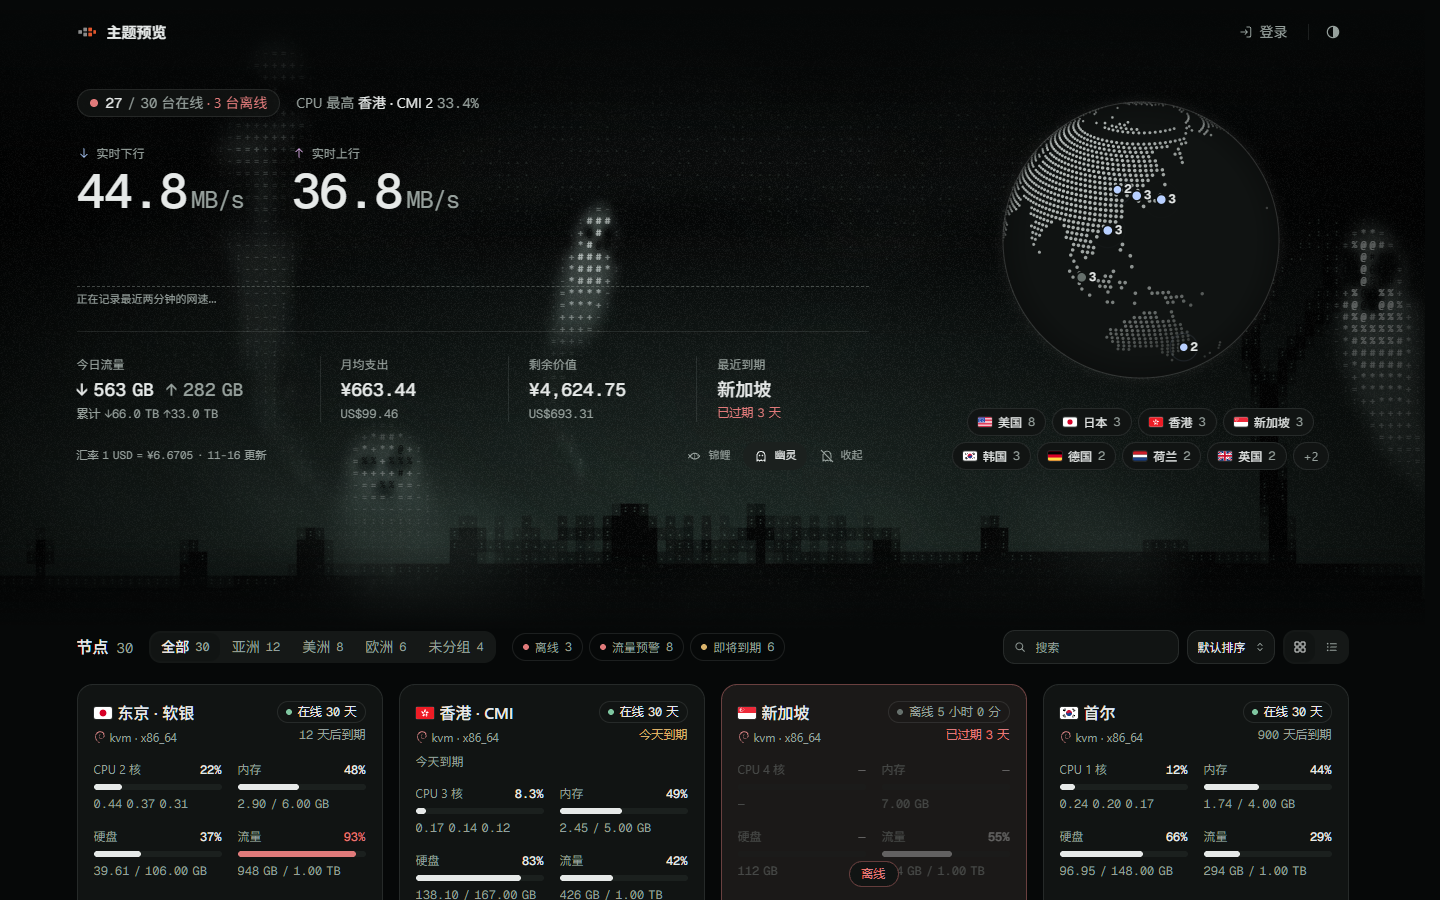 主题预览
登录
27 / 30 台在线 · 3 台离线
CPU 最高 香港 · CMI 2 33.4%
↓ 实时下行
↑ 实时上行
44.8 MB/s
36.8 MB/s
正在记录最近两分钟的网速...
今日流量
↓ 563 GB ↑ 282 GB
累计 ↓66.0 TB ↑33.0 TB
月均支出
¥663.44
US$99.46
剩余价值
¥4,624.75
US$693.31
最近到期
新加坡
已过期 3 天
汇率 1 USD = ¥6.6705 · 11-16 更新
锦鲤
幽灵
收起
2
3
3
3
3
2
美国 8
日本 3
香港 3
新加坡 3
韩国 3
德国 2
荷兰 2
英国 2
+2
节点 30
全部 30
亚洲 12
美洲 8
欧洲 6
未分组 4
离线 3
流量预警 8
即将到期 6
搜索
默认排序
东京 · 软银
在线 30 天
kvm · x86_64
12 天后到期
CPU 2 核 22%
内存 48%
0.44 0.37 0.31
2.90 / 6.00 GB
硬盘 37%
流量 93%
39.61 / 106.00 GB
948 GB / 1.00 TB
香港 · CMI
在线 30 天
kvm · x86_64
今天到期
今天到期
CPU 3 核 8.3%
内存 49%
0.17 0.14 0.12
2.45 / 5.00 GB
硬盘 83%
流量 42%
138.10 / 167.00 GB
426 GB / 1.00 TB
新加坡
离线 5 小时 0 分
kvm · x86_64
已过期 3 天
CPU 4 核 –
内存 –
–
7.00 GB
硬盘 –
流量 55%
112 GB
4 GB / 1.00 TB
离线
首尔
在线 30 天
kvm · x86_64
900 天后到期
CPU 1 核 12%
内存 44%
0.24 0.20 0.17
1.74 / 4.00 GB
硬盘 66%
流量 29%
96.95 / 148.00 GB
294 GB / 1.00 TB